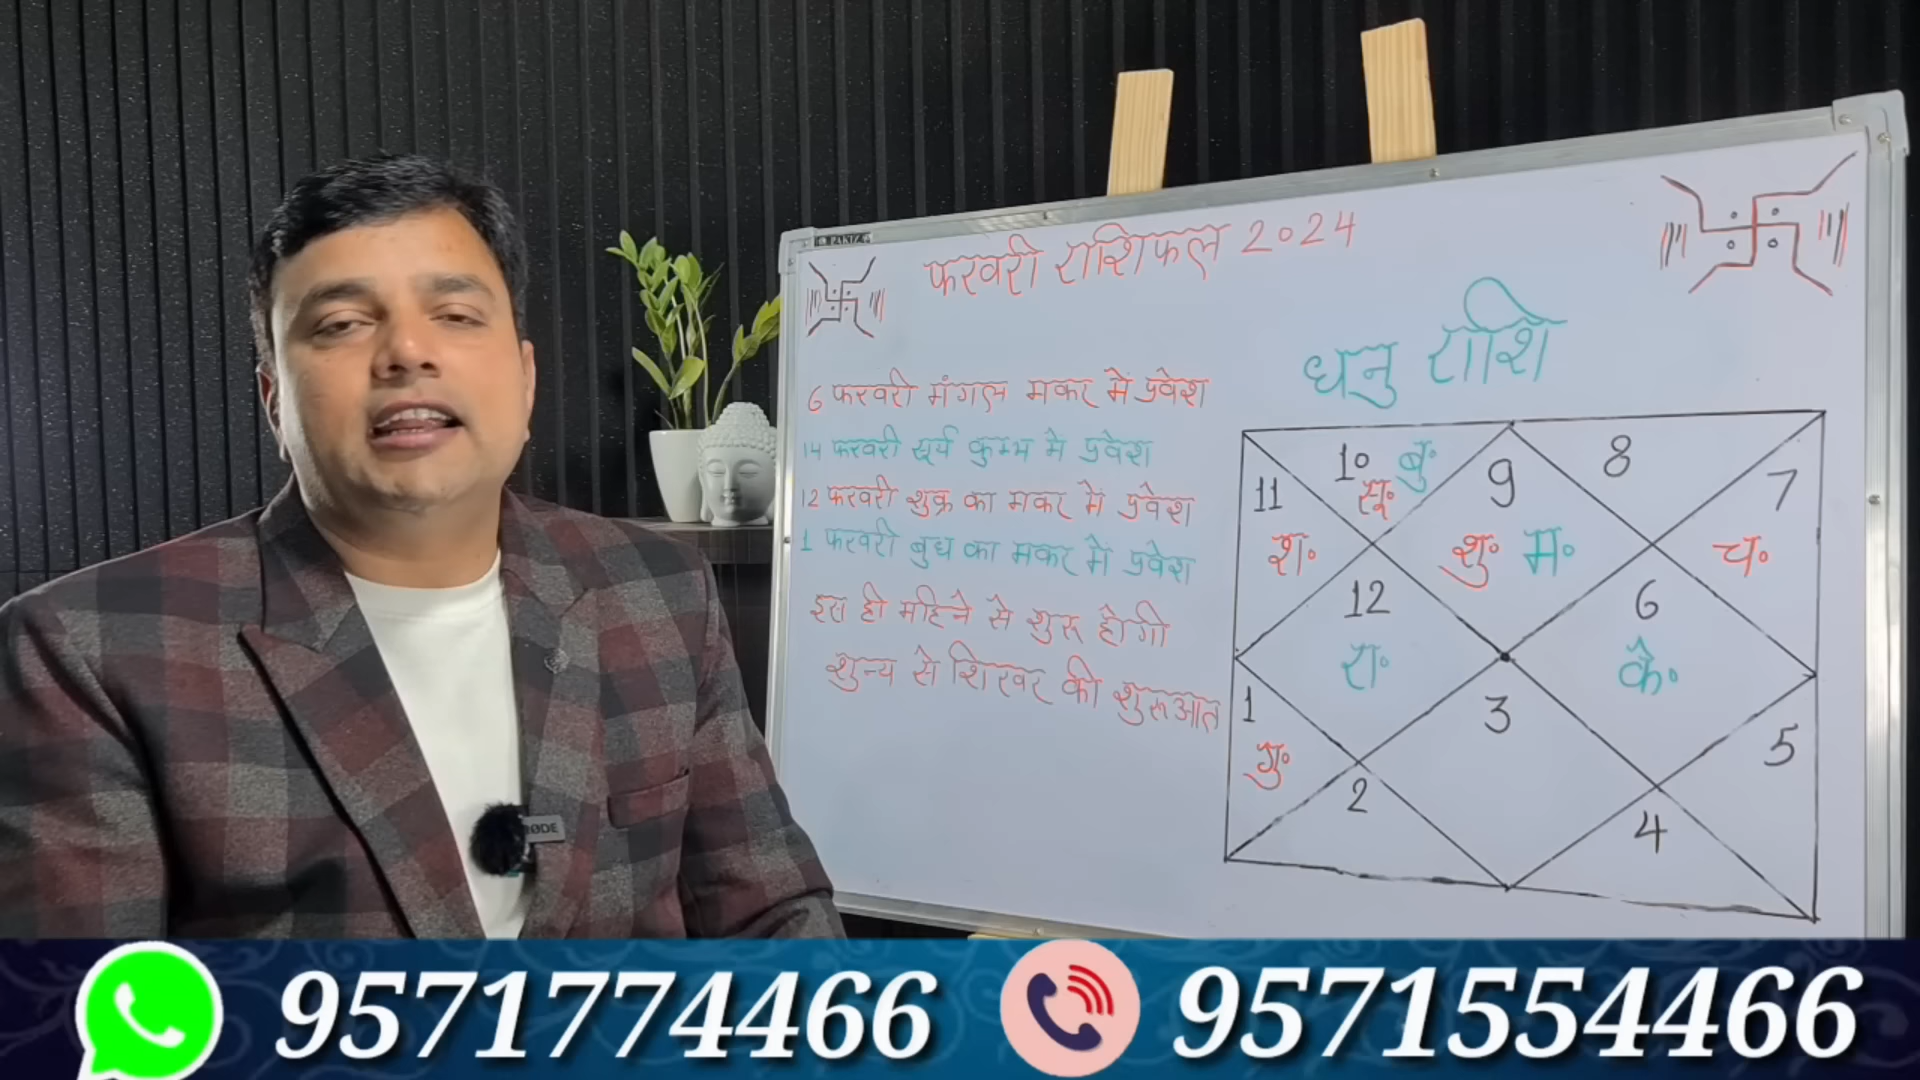 फरवरी राशिफल 2024
धनु राशि
6 फरवरी मंगल मकर में प्रवेश
14 फरवरी सूर्य कुम्भ मे प्रवेश
12 फरवरी शुक्र का मकर में प्रवेश
1 फरवरी बुध का मकर में प्रवेश
इस ही महिने से शुरू होगी
शुन्य से शिखर की शुरूआत
10 बु॰ 9 8
11 सू॰ 7
श॰ शु॰ म॰ च॰
12 6
रा॰ के॰
1 3 5
गु॰
2 4
RØDE
9571774466 9571554466